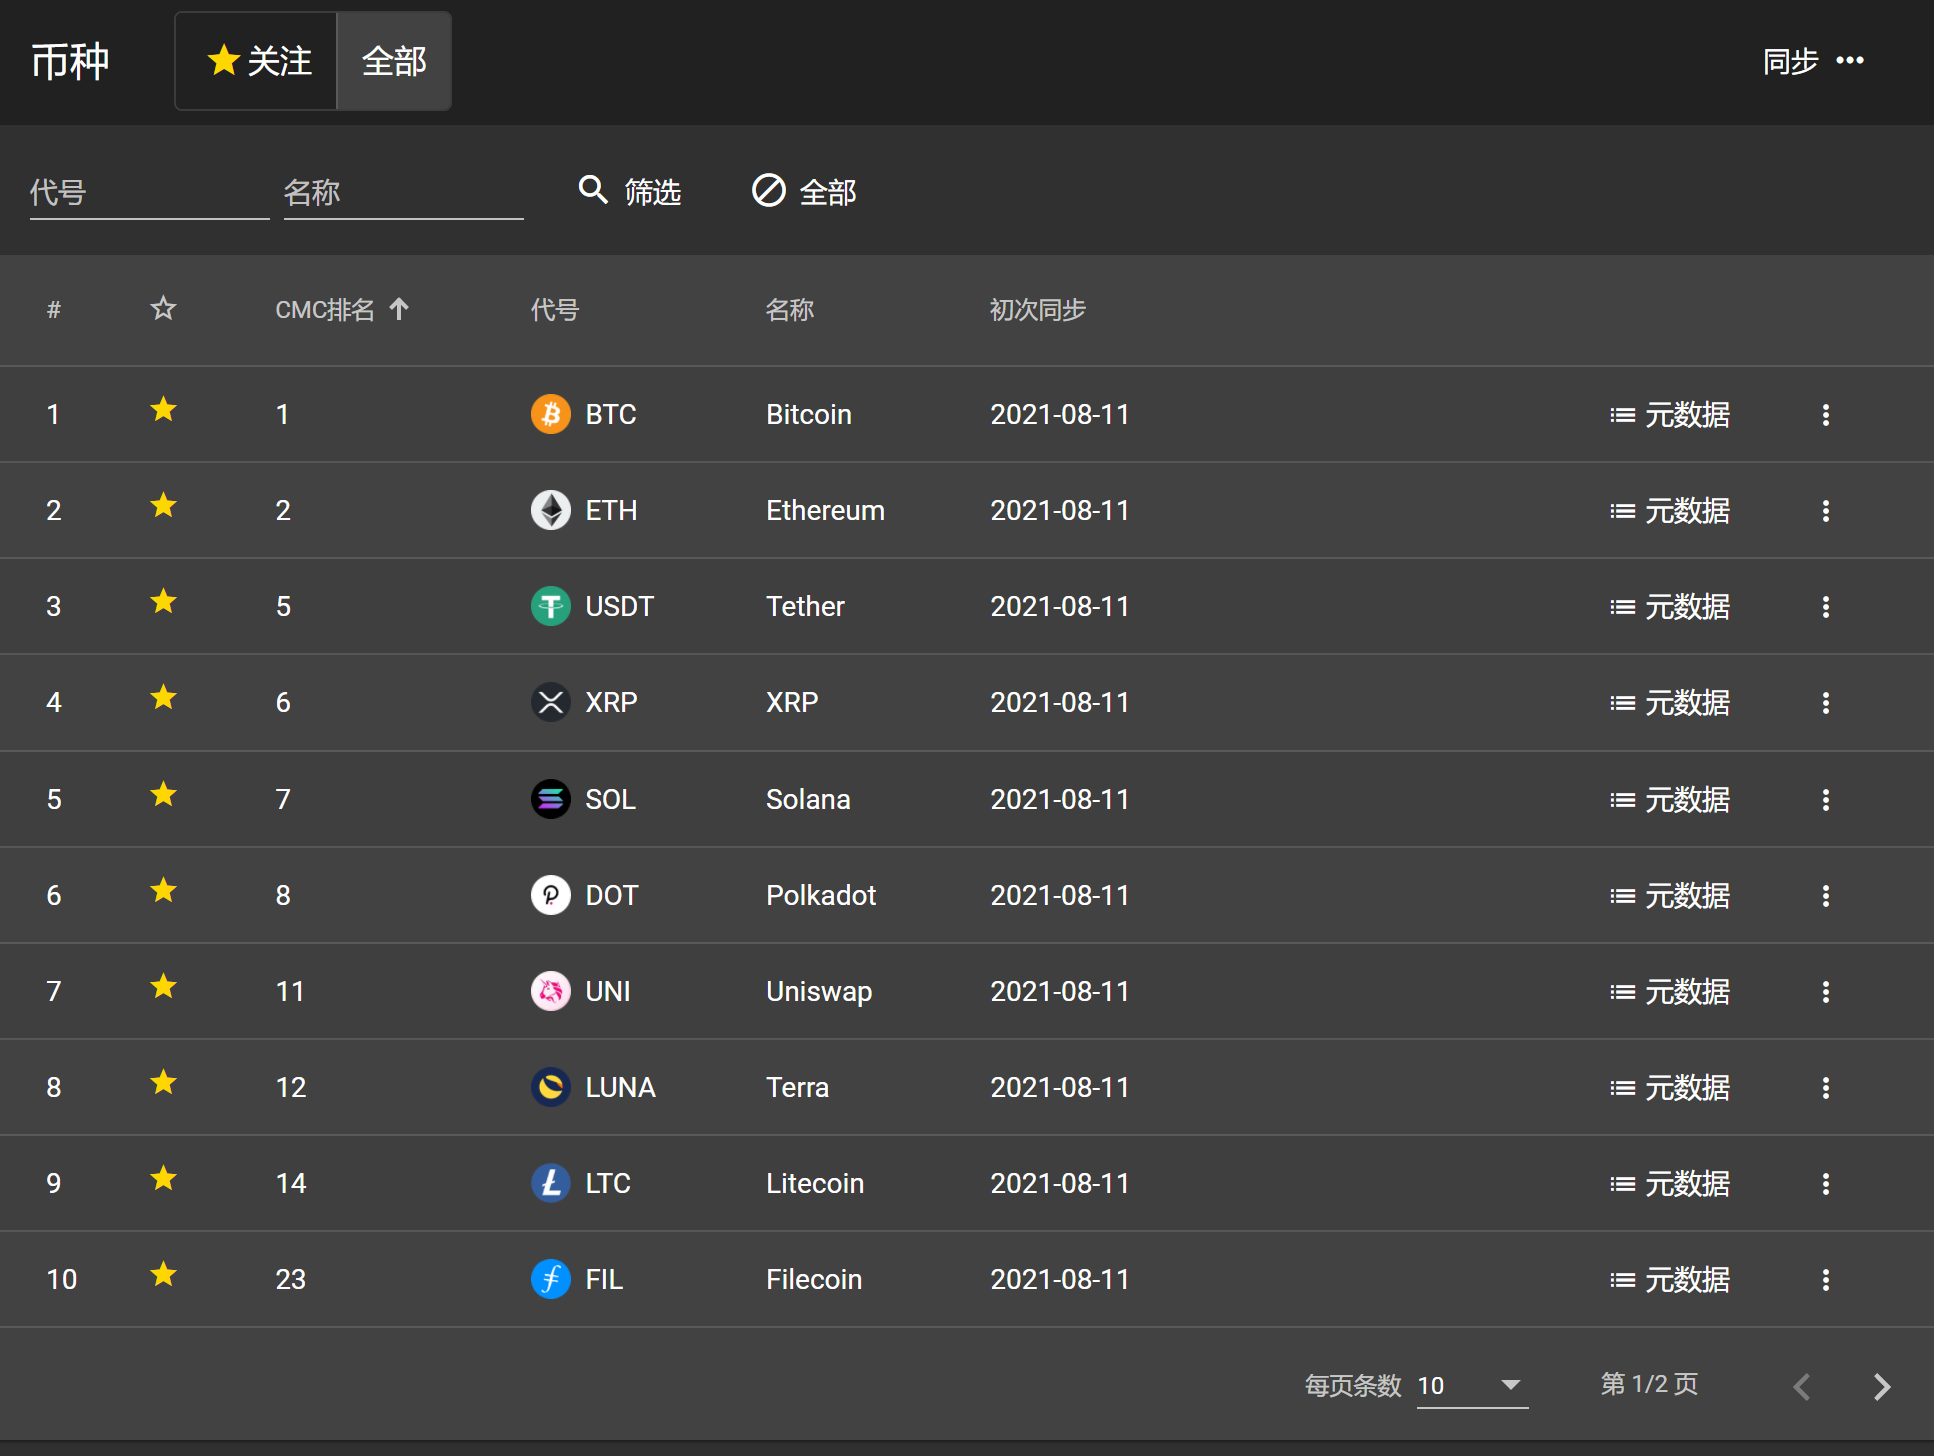 币种 关注 全部 同步
代号 名称 筛选 全部
# CMC排名 代号 名称 初次同步
1 1 BTC Bitcoin 2021-08-11 元数据
2 2 ETH Ethereum 2021-08-11 元数据
3 5 USDT Tether 2021-08-11 元数据
4 6 XRP XRP 2021-08-11 元数据
5 7 SOL Solana 2021-08-11 元数据
6 8 DOT Polkadot 2021-08-11 元数据
7 11 UNI Uniswap 2021-08-11 元数据
8 12 LUNA Terra 2021-08-11 元数据
9 14 LTC Litecoin 2021-08-11 元数据
10 23 FIL Filecoin 2021-08-11 元数据
每页条数 10 第 1/2 页